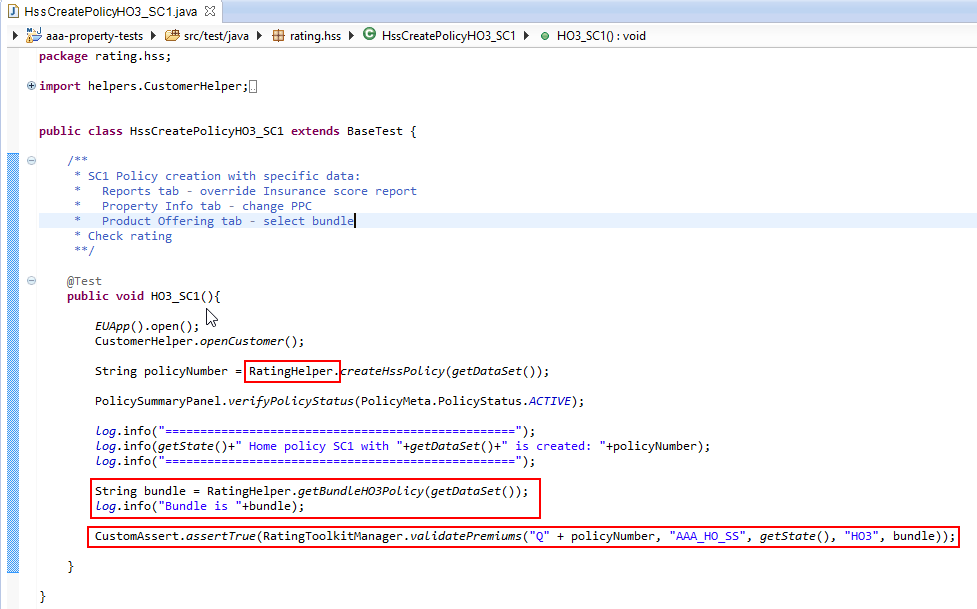 HssCreatePolicyHO3_SC1.java
aaa-property-tests src/test/java rating.hss HssCreatePolicyHO3_SC1 HO3_SC1() : void
package rating.hss;
import helpers.CustomerHelper;
public class HssCreatePolicyHO3_SC1 extends BaseTest {
/**
* SC1 Policy creation with specific data:
*   Reports tab - override Insurance score report
*   Property Info tab - change PPC
*   Product Offering tab - select bundle
* Check rating
**/
@Test
public void HO3_SC1(){
EUApp().open();
CustomerHelper.openCustomer();
String policyNumber = RatingHelper.createHssPolicy(getDataSet());
PolicySummaryPanel.verifyPolicyStatus(PolicyMeta.PolicyStatus.ACTIVE);
log.info("==================================================");
log.info(getState()+" Home policy SC1 with "+getDataSet()+" is created: "+policyNumber);
log.info("==================================================");
String bundle = RatingHelper.getBundleHO3Policy(getDataSet());
log.info("Bundle is "+bundle);
CustomAssert.assertTrue(RatingToolkitManager.validatePremiums("Q" + policyNumber, "AAA_HO_SS", getState(), "HO3", bundle));
}
}